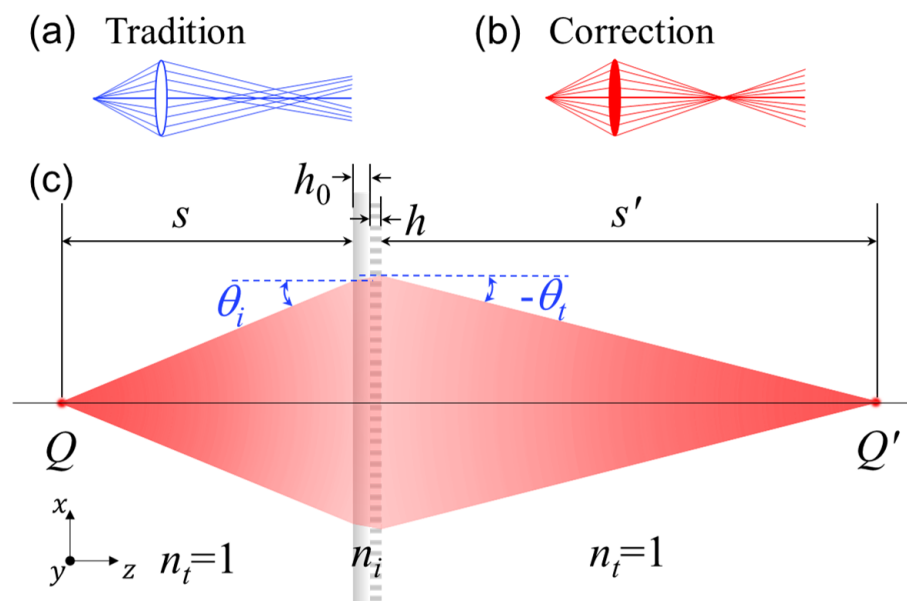 (a) Tradition
(b) Correction
(c)
h₀
s
h
s′
θᵢ
-θₜ
Q
Q′
x
y
z
nₜ=1
nᵢ
nₜ=1